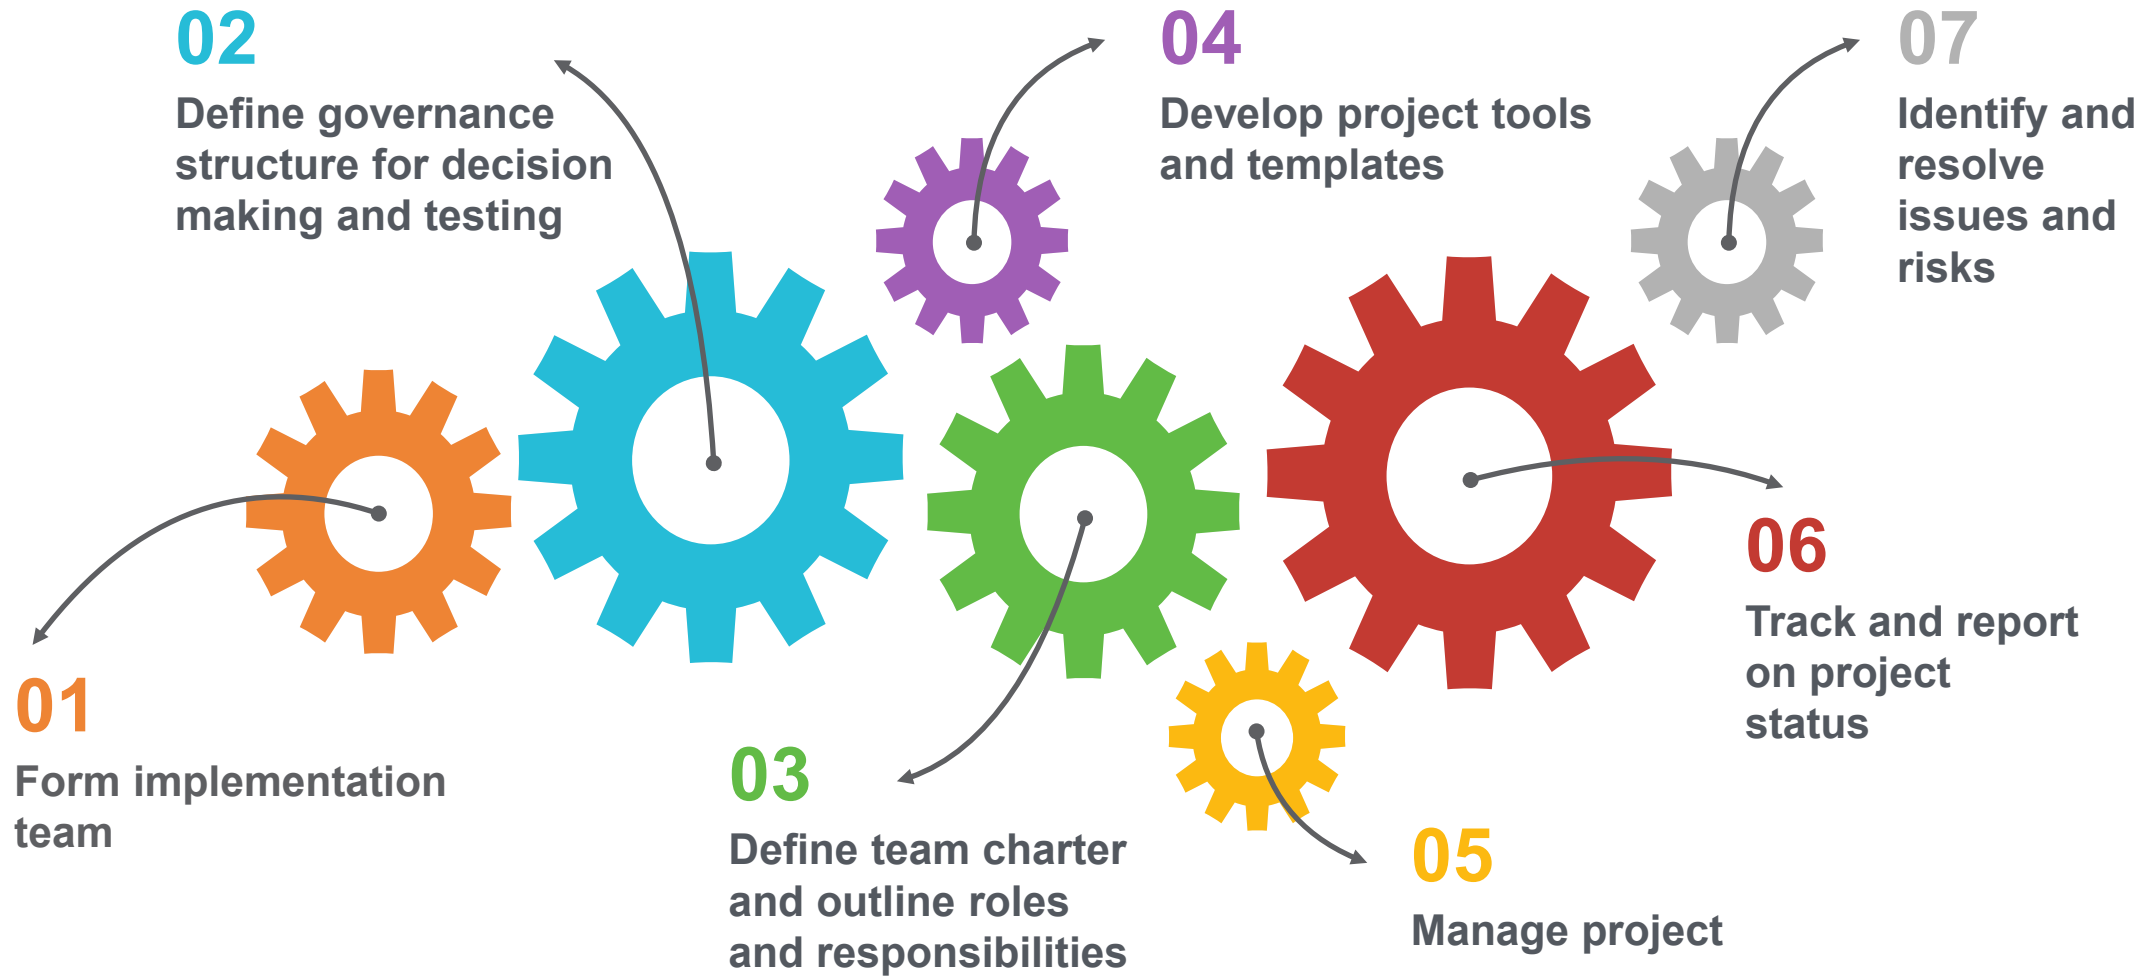 02
Define governance
structure for decision
making and testing
04
Develop project tools
and templates
07
Identify and
resolve
issues and
risks
01
Form implementation
team
03
Define team charter
and outline roles
and responsibilities
05
Manage project
06
Track and report
on project
status